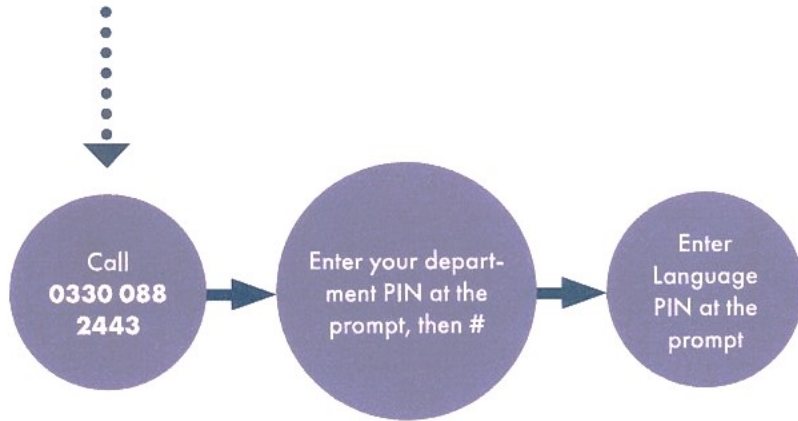 Call
0330 088
2443
Enter your depart-
ment PIN at the
prompt, then #
Enter
Language
PIN at the
prompt